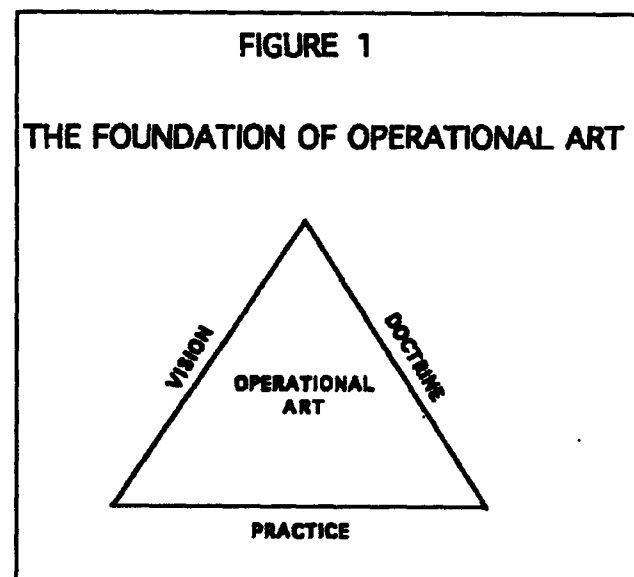 FIGURE 1
THE FOUNDATION OF OPERATIONAL ART
VISION
DOCTRINE
OPERATIONAL
ART
PRACTICE